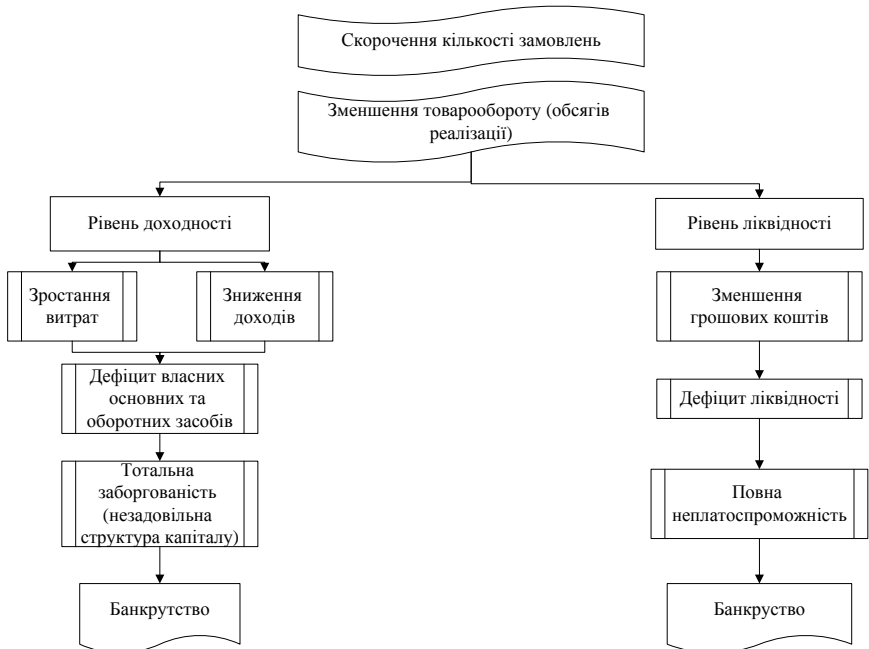 Скорочення кількості замовлень
Зменшення товарообороту (обсягів
реалізації)
Рівень доходності
Рівень ліквідності
Зростання
витрат
Зниження
доходів
Зменшення
грошових коштів
Дефіцит власних
основних та
оборотних засобів
Дефіцит ліквідності
Тотальна
заборгованість
(незадовільна
структура капіталу)
Повна
неплатоспроможність
Банкрутство
Банкруство